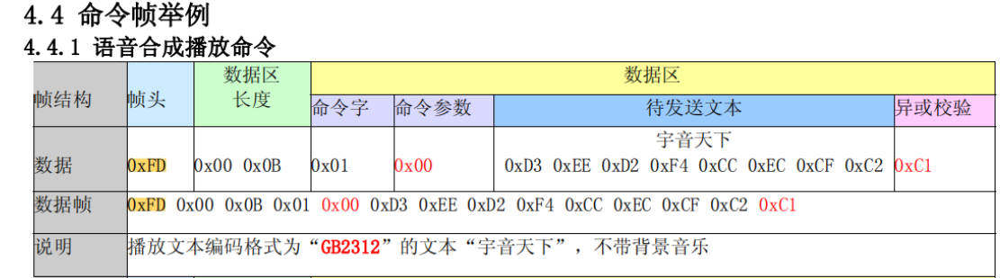 4.4 命令帧举例
4.4.1 语音合成播放命令
帧结构 帧头 数据区长度 数据区
命令字 命令参数 待发送文本 异或校验
宇音天下
数据 0xFD 0x00 0x0B 0x01 0x00 0xD3 0xEE 0xD2 0xF4 0xCC 0xEC 0xCF 0xC2 0xC1
数据帧 0xFD 0x00 0x0B 0x01 0x00 0xD3 0xEE 0xD2 0xF4 0xCC 0xEC 0xCF 0xC2 0xC1
说明 播放文本编码格式为“GB2312”的文本“宇音天下”，不带背景音乐